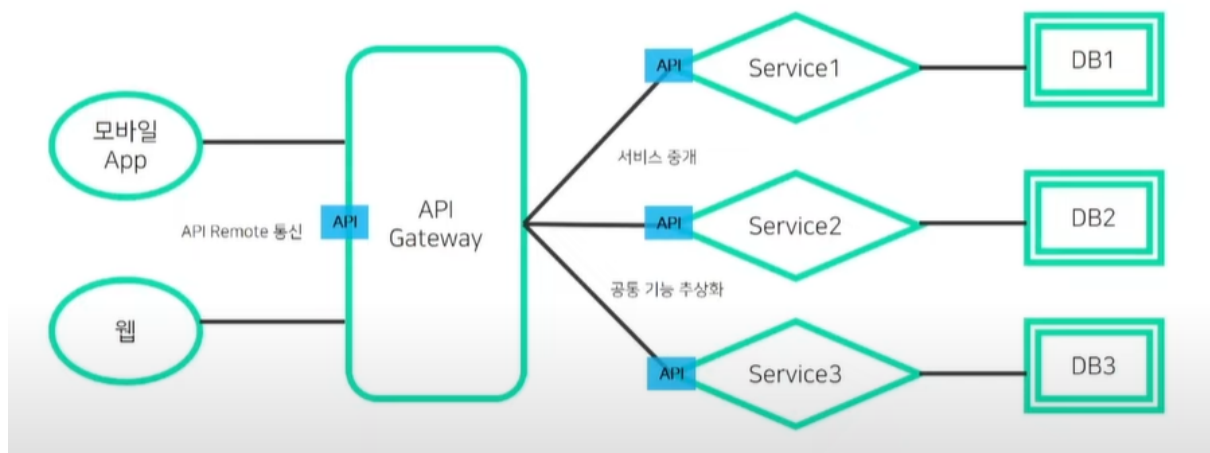 모바일
App
API Remote 통신
웹
API
API
Gateway
서비스 중개
공통 기능 추상화
API
Service1
DB1
API
Service2
DB2
API
Service3
DB3